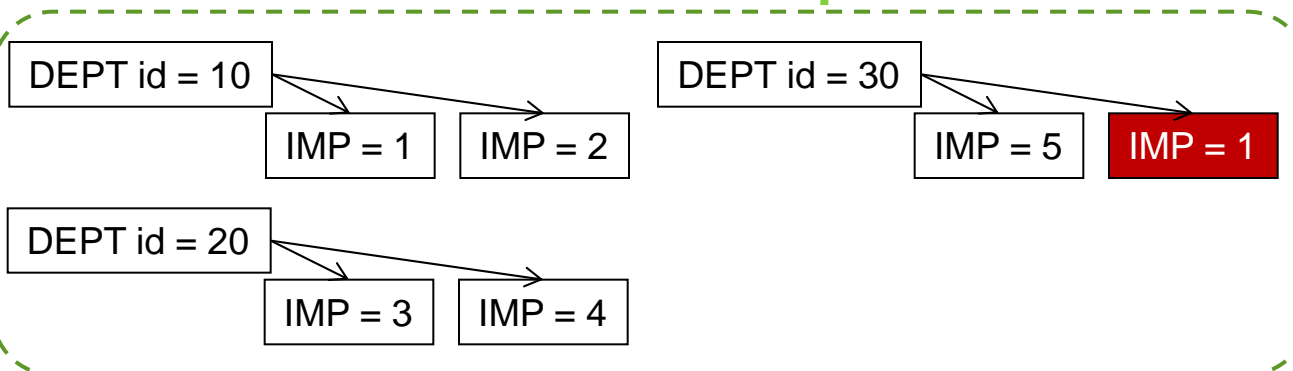 DEPT id = 10
IMP = 1
IMP = 2
DEPT id = 30
IMP = 5
IMP = 1
DEPT id = 20
IMP = 3
IMP = 4